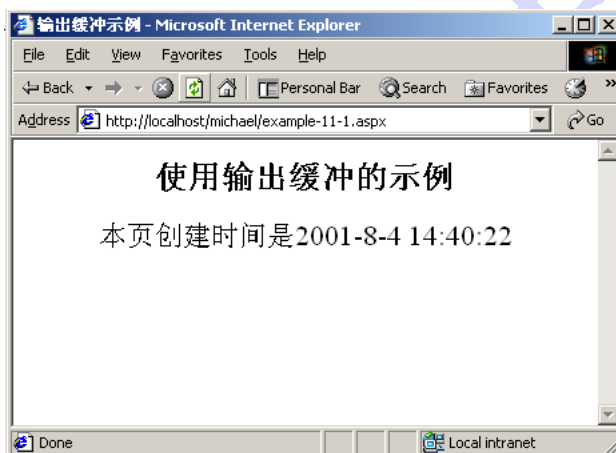 输出缓冲示例 - Microsoft Internet Explorer
File Edit View Favorites Tools Help
Back Personal Bar Search Favorites »
Address http://localhost/michael/example-11-1.aspx Go
使用输出缓冲的示例
本页创建时间是2001-8-4 14:40:22
Done Local intranet